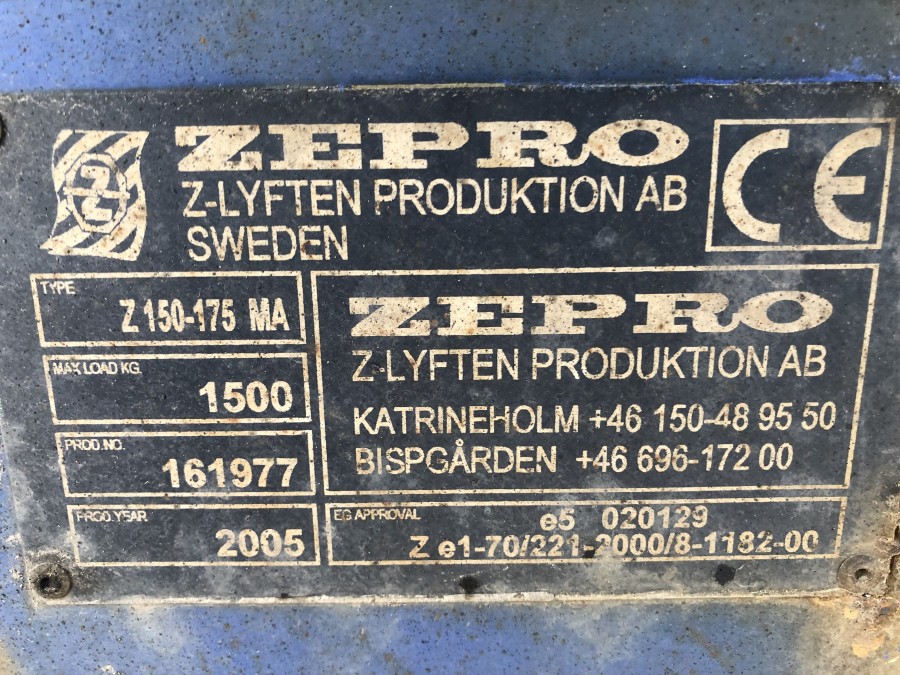 ZEPRO
Z-LYFTEN PRODUKTION AB
SWEDEN
CE
TYPE
Z 150-175 MA
MAX LOAD KG.
1500
PROD.NO.
161977
PROD.YEAR
2005
ZEPRO
Z-LYFTEN PRODUKTION AB
KATRINEHOLM +46 150-48 95 50
BISPGÅRDEN +46 696-172 00
EG APPROVAL
e5 020129
Z e1-70/221-2000/8-1182-00